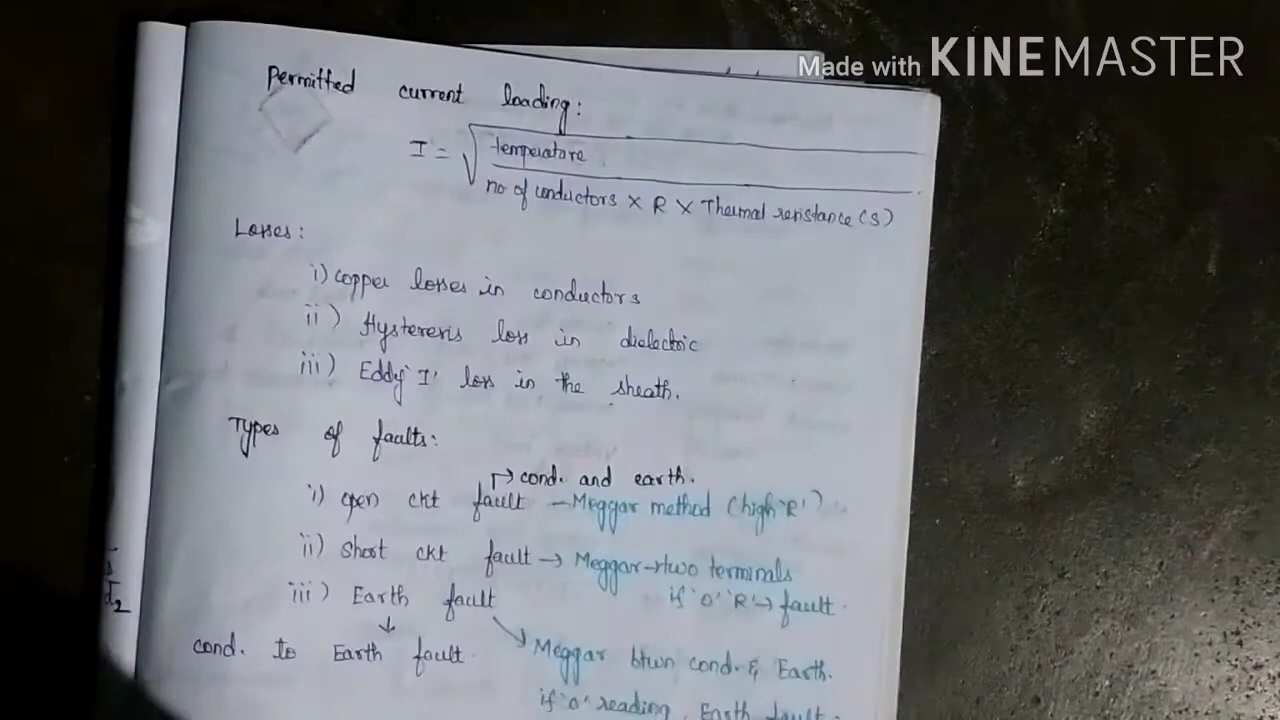 Made with KINEMASTER
Permitted current loading:
I = √ temperature
no of conductors × R × Thermal resistance (S)
Losses:
i) copper losses in conductors
ii) Hysteresis loss in dielectric
iii) Eddy 'I' loss in the sheath.
Types of faults:
→ cond. and earth.
i) open ckt fault – Meggar method (high 'R')
ii) short ckt fault → Meggar → two terminals
if 'o' 'R' → fault.
iii) Earth fault
↓
cond. to Earth fault
→ Meggar btwn cond. & Earth.
if 'o' reading, Earth fault.